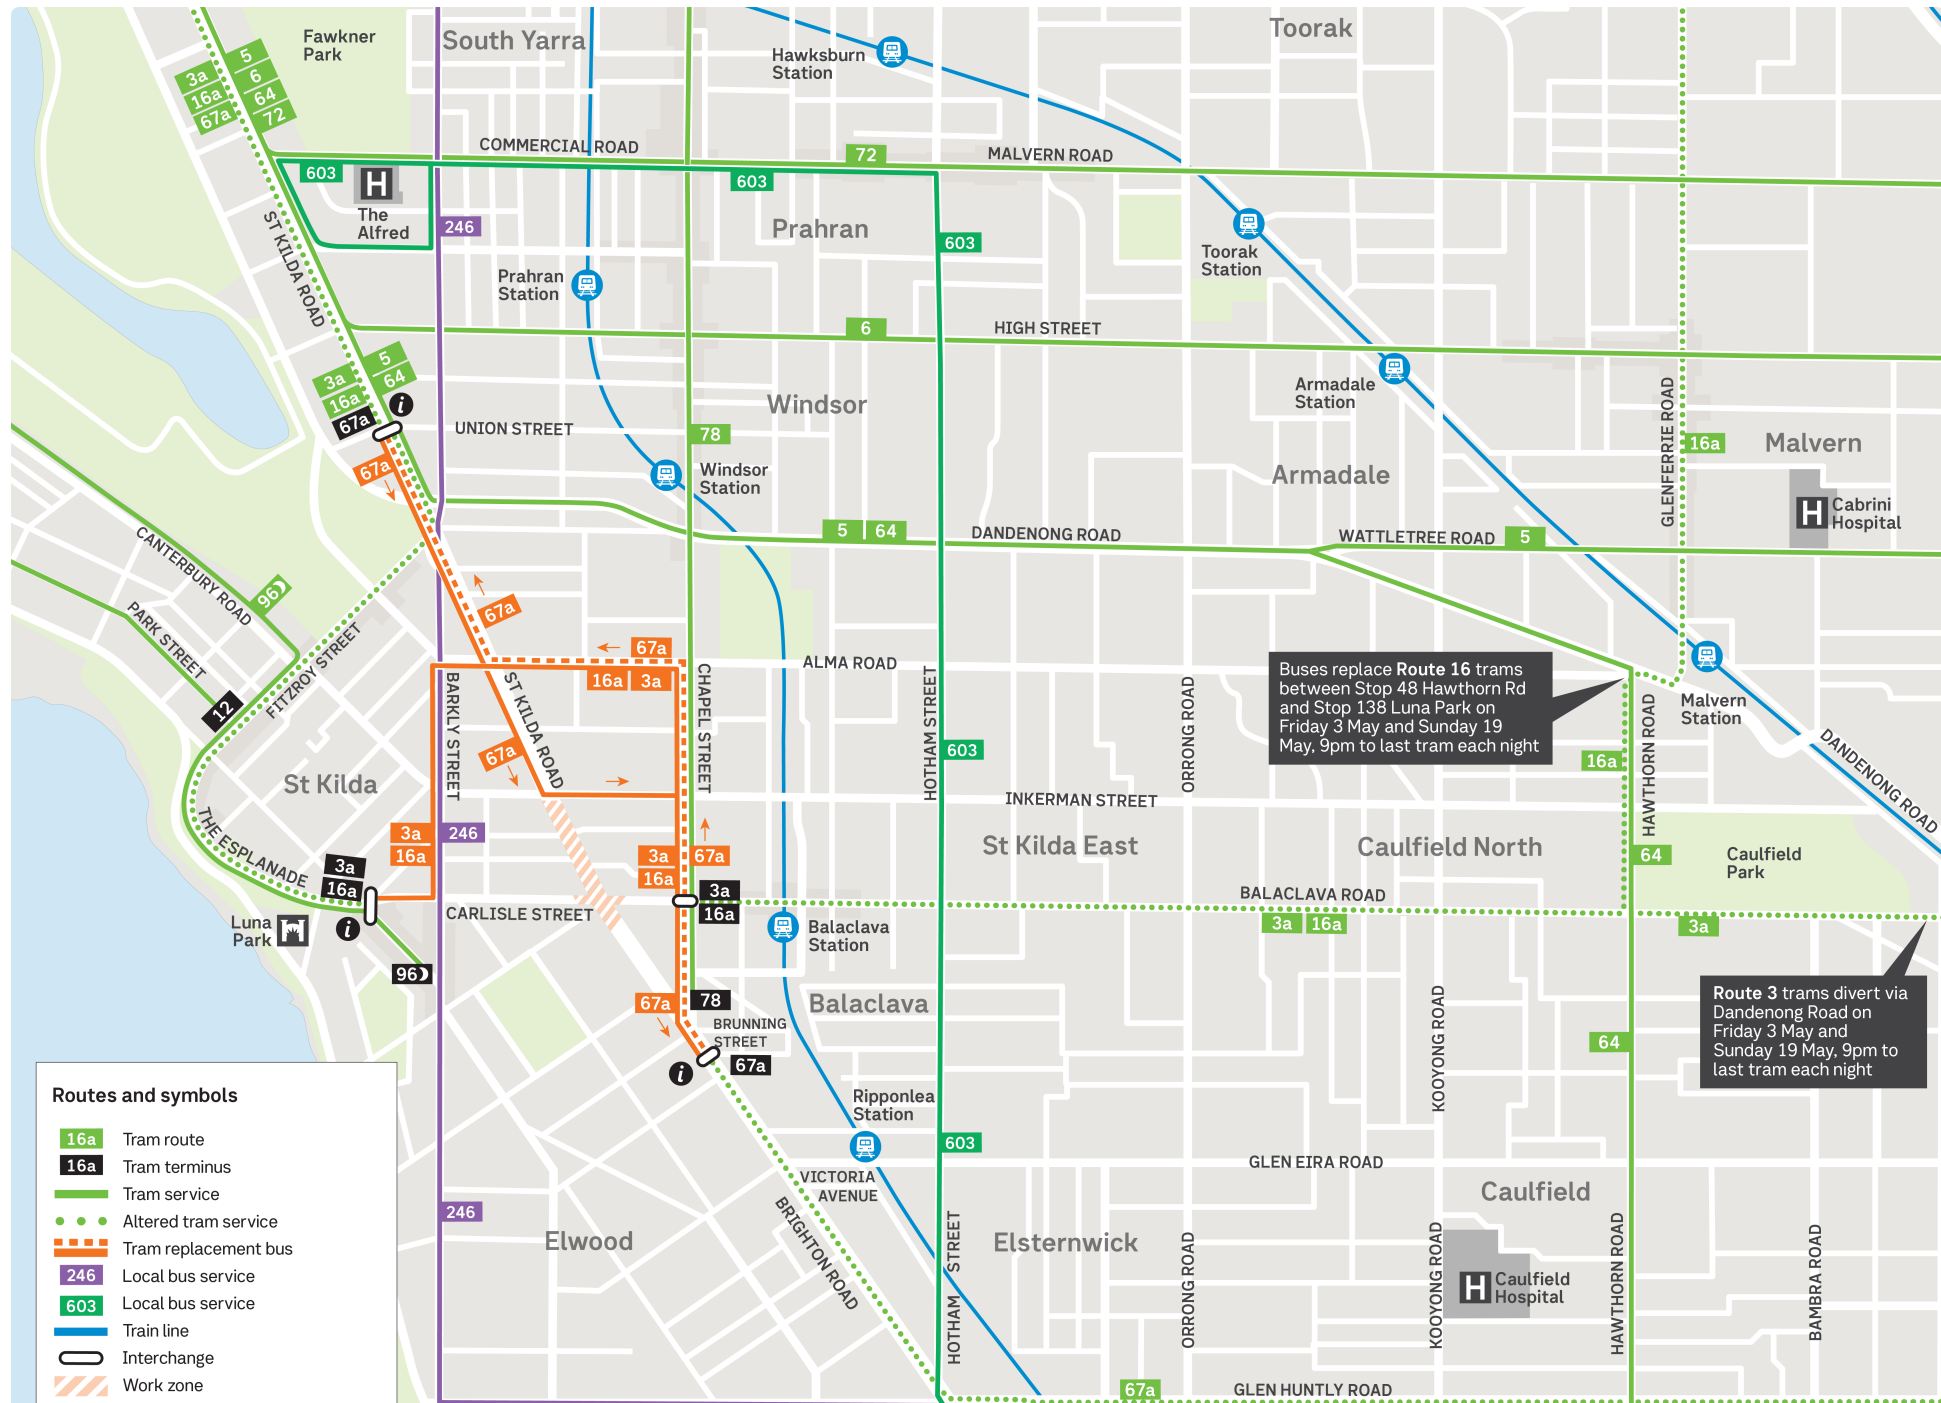 Fawkner
Park
South Yarra
Hawksburn
Station
Toorak
3a
16a
67a
5
6
64
72
COMMERCIAL ROAD
72
MALVERN ROAD
603
H
The
Alfred
603
246
ST KILDA ROAD
Prahran
603
Toorak
Station
Prahran
Station
6
HIGH STREET
3a
16a
67a
5
64
i
Armadale
Station
Windsor
UNION STREET
78
GLENFERRIE ROAD
16a
Malvern
67a
Windsor
Station
Armadale
H
Cabrini
Hospital
5
64
DANDENONG ROAD
WATTLETREE ROAD
5
CANTERBURY ROAD
96
PARK STREET
12
FITZROY STREET
67a
67a
16a
3a
ALMA ROAD
BARKLY STREET
ST KILDA ROAD
CHAPEL STREET
HOTHAM STREET
ORRONG ROAD
Buses replace Route 16 trams
between Stop 48 Hawthorn Rd
and Stop 138 Luna Park on
Friday 3 May and Sunday 19
May, 9pm to last tram each night
Malvern
Station
HAWTHORN ROAD
DANDENONG ROAD
603
16a
67a
St Kilda
INKERMAN STREET
THE ESPLANADE
3a
16a
246
St Kilda East
Caulfield North
64
Caulfield
Park
3a
16a
67a
3a
16a
3a
16a
BALACLAVA ROAD
3a
16a
3a
Luna
Park
i
CARLISLE STREET
Balaclava
Station
96
67a
78
Balaclava
BRUNNING
STREET
67a
i
KOOYONG ROAD
64
Route 3 trams divert via
Dandenong Road on
Friday 3 May and
Sunday 19 May, 9pm to
last tram each night
Ripponlea
Station
603
GLEN EIRA ROAD
VICTORIA
AVENUE
246
Elwood
BRIGHTON ROAD
HOTHAM STREET
Elsternwick
ORRONG ROAD
KOOYONG ROAD
Caulfield
H
Caulfield
Hospital
HAWTHORN ROAD
BAMBRA ROAD
67a
GLEN HUNTLY ROAD
Routes and symbols
16a Tram route
16a Tram terminus
Tram service
Altered tram service
Tram replacement bus
246 Local bus service
603 Local bus service
Train line
Interchange
Work zone